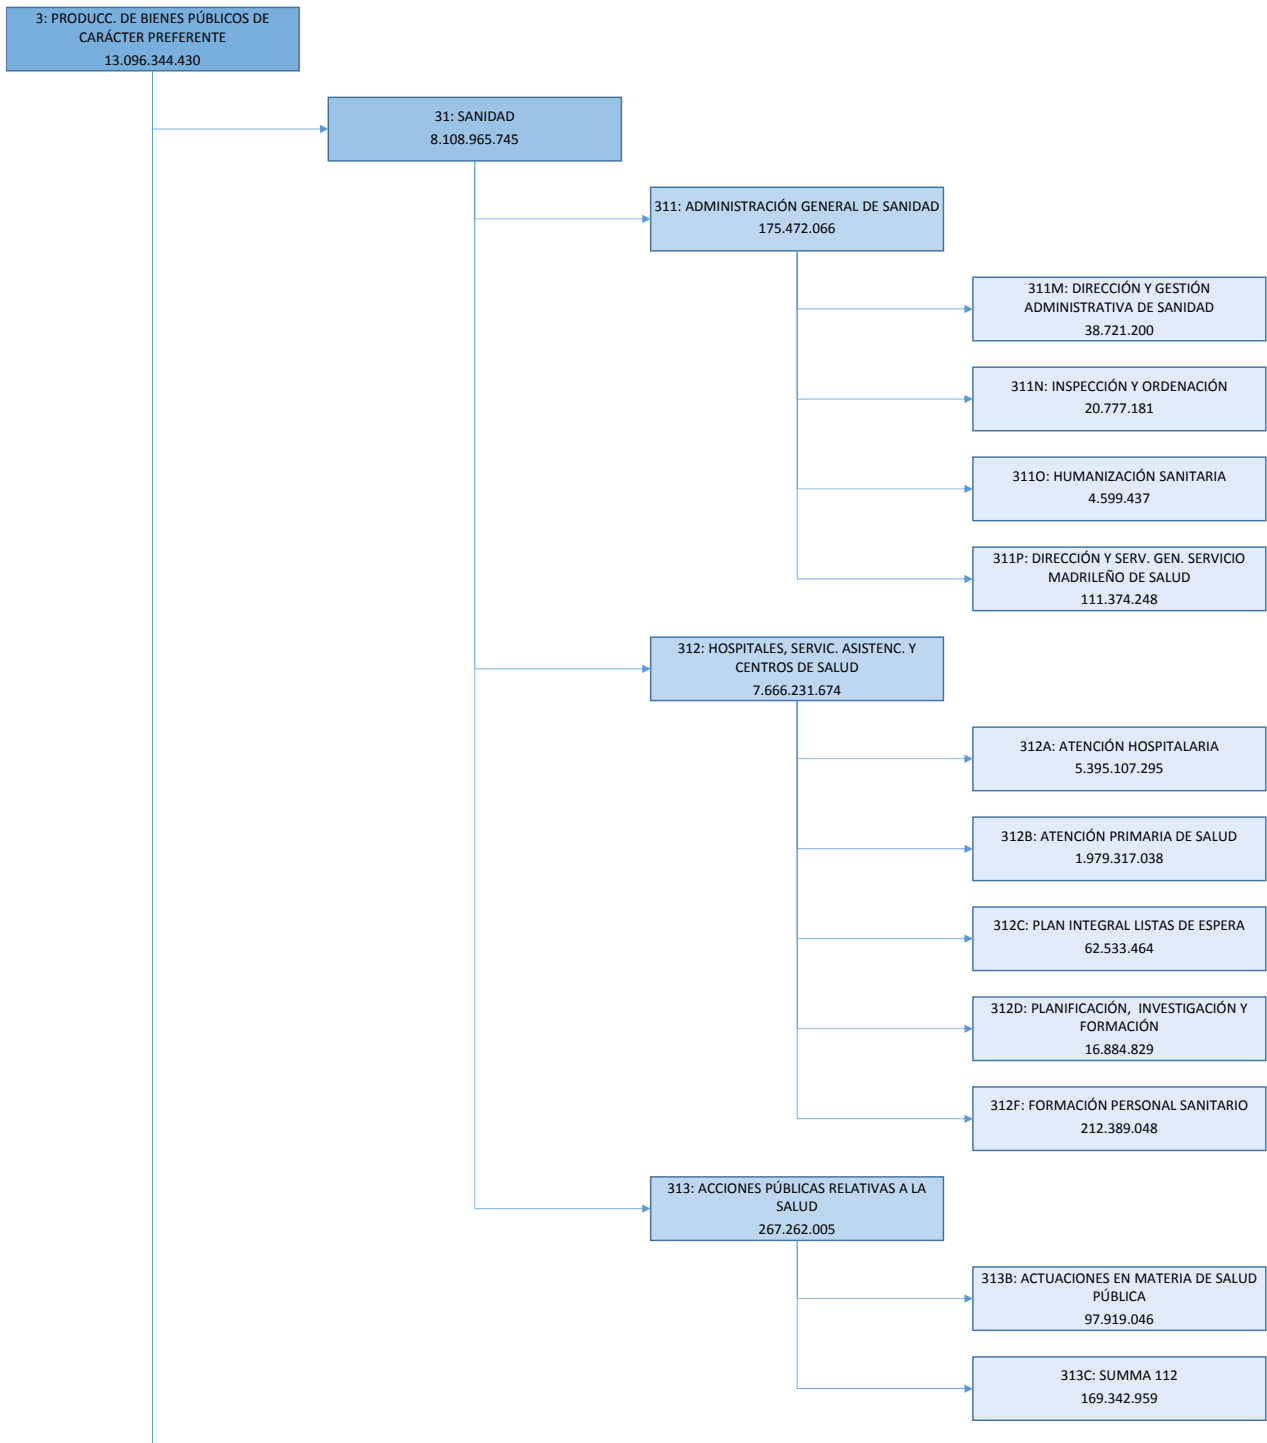 3: PRODUCC. DE BIENES PÚBLICOS DE
CARÁCTER PREFERENTE
13.096.344.430
31: SANIDAD
8.108.965.745
311: ADMINISTRACIÓN GENERAL DE SANIDAD
175.472.066
311M: DIRECCIÓN Y GESTIÓN
ADMINISTRATIVA DE SANIDAD
38.721.200
311N: INSPECCIÓN Y ORDENACIÓN
20.777.181
311O: HUMANIZACIÓN SANITARIA
4.599.437
311P: DIRECCIÓN Y SERV. GEN. SERVICIO
MADRILEÑO DE SALUD
111.374.248
312: HOSPITALES, SERVIC. ASISTENC. Y
CENTROS DE SALUD
7.666.231.674
312A: ATENCIÓN HOSPITALARIA
5.395.107.295
312B: ATENCIÓN PRIMARIA DE SALUD
1.979.317.038
312C: PLAN INTEGRAL LISTAS DE ESPERA
62.533.464
312D: PLANIFICACIÓN, INVESTIGACIÓN Y
FORMACIÓN
16.884.829
312F: FORMACIÓN PERSONAL SANITARIO
212.389.048
313: ACCIONES PÚBLICAS RELATIVAS A LA
SALUD
267.262.005
313B: ACTUACIONES EN MATERIA DE SALUD
PÚBLICA
97.919.046
313C: SUMMA 112
169.342.959